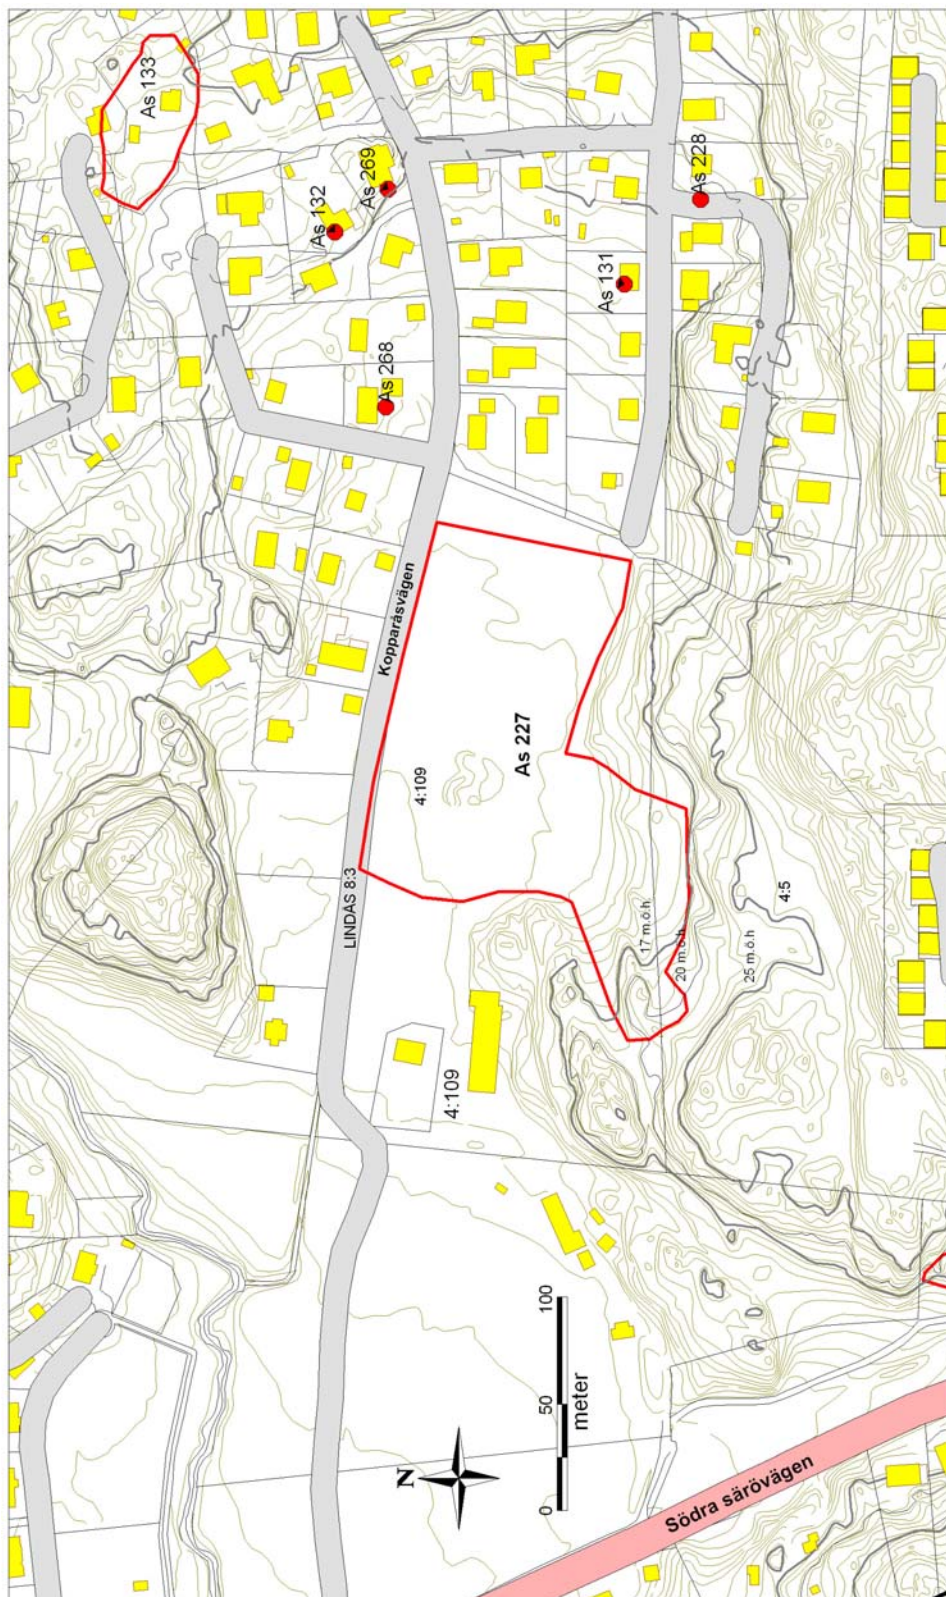 As 133
As 132
As 269
As 228
As 131
As 268
Kopparåsvägen
As 227
4:109
LINDÅS 8:3
17 m.ö.h
20 m.ö.h
25 m.ö.h
4:5
4:109
N
0 50 100
meter
Södra särövägen